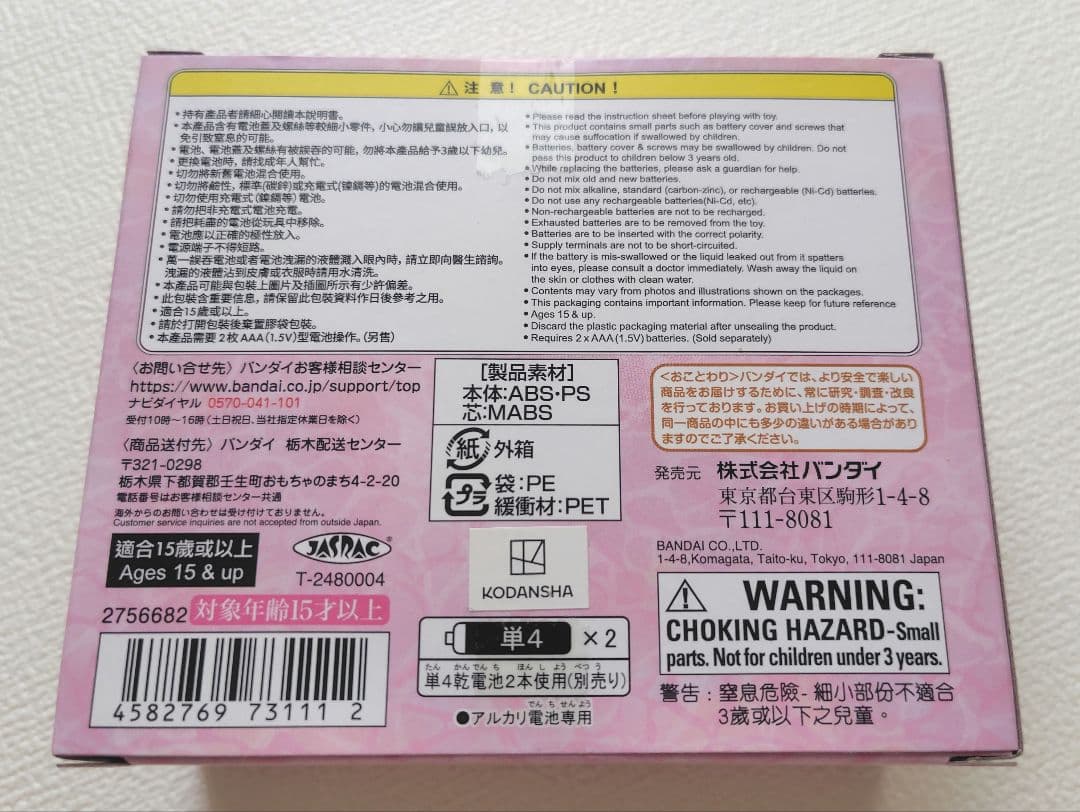 ⚠注意! CAUTION!
•持有產品者請細心閱讀本說明書。
•本產品含有電池蓋及螺絲等較細小零件，小心勿讓兒童誤放入口，以
免引致窒息的可能。
•電池、電池蓋及螺絲有被誤吞的可能，勿將本產品給予3歲以下幼兒。
•更換電池時，請找成年人幫忙。
•切勿將新舊電池混合使用。
•切勿將鹼性，標準(碳鋅)或充電式(鎳鎘等)的電池混合使用。
•切勿使用充電式(鎳鎘等)電池。
•請勿把非充電式電池充電。
•請把耗盡的電池從玩具中移除。
•電池應以正確的極性放入。
•電源端子不得短路。
•萬一誤吞電池或者電池洩漏的液體濺入眼內時，請立即向醫生諮詢。
洩漏的液體沾到皮膚或衣服時請用水清洗。
•本產品可能與包裝上圖片及插圖所示有少許偏差。
•此包裝含重要信息，請保留此包裝資料作日後參考之用。
•適合15歲或以上。
•請於打開包裝後棄置膠袋包裝。
•本產品需要2枚AAA(1.5V)型電池操作。(另售)
•Please read the instruction sheet before playing with toy.
•This product contains small parts such as battery cover and screws that
may cause suffocation if swallowed by children.
•Batteries, battery cover & screws may be swallowed by children. Do not
pass this product to children below 3 years old.
•While replacing the batteries, please ask a guardian for help.
•Do not mix old and new batteries.
•Do not mix alkaline, standard (carbon-zinc), or rechargeable (Ni-Cd) batteries.
•Do not use any rechargeable batteries(Ni-Cd, etc).
•Non-rechargeable batteries are not to be recharged.
•Exhausted batteries are to be removed from the toy.
•Batteries are to be inserted with the correct polarity.
•Supply terminals are not to be short-circuited.
•If the battery is mis-swallowed or the liquid leaked out from it spatters
into eyes, please consult a doctor immediately. Wash away the liquid on
the skin or clothes with clean water.
•Contents may vary from photos and illustrations shown on the packages.
•This packaging contains important information. Please keep for future reference
•Ages 15 & up.
•Discard the plastic packaging material after unsealing the product.
•Requires 2 x AAA (1.5V) batteries. (Sold separately)
〈お問い合せ先〉バンダイお客様相談センター
https://www.bandai.co.jp/support/top
ナビダイヤル 0570-041-101
受付10時〜16時(土日祝日、当社指定休業日を除く)
〈商品送付先〉バンダイ 栃木配送センター
〒321-0298
栃木県下都賀郡壬生町おもちゃのまち4-2-20
電話番号はお客様相談センター共通
海外からのお問い合わせは受け付けておりません。
Customer service inquiries are not accepted from outside Japan.
[製品素材]
本体:ABS・PS
芯:MABS
紙 外箱
プラ 袋:PE
緩衝材:PET
〈おことわり〉バンダイでは、より安全で楽しい
商品をお届けするために、常に研究・調査・改良
を行っております。お買い上げの時期によって、
同一商品の中にも多少の違いがある場合があり
ますのでご了承ください。
発売元 株式会社バンダイ
東京都台東区駒形1-4-8
〒111-8081
BANDAI CO.,LTD.
1-4-8,Komagata, Taito-ku, Tokyo, 111-8081 Japan
適合15歲或以上
Ages 15 & up
JASRAC®
T-2480004
KODANSHA
2756682 対象年齢15才以上
4582769 73111 2
単4 ×2
たん かんでんち ほんしよう べつう
単4乾電池2本使用(別売り)
でんちせんよう
●アルカリ電池専用
⚠ WARNING:
CHOKING HAZARD-Small
parts. Not for children under 3 years.
警告：窒息危險-細小部份不適合
3歲或以下之兒童。